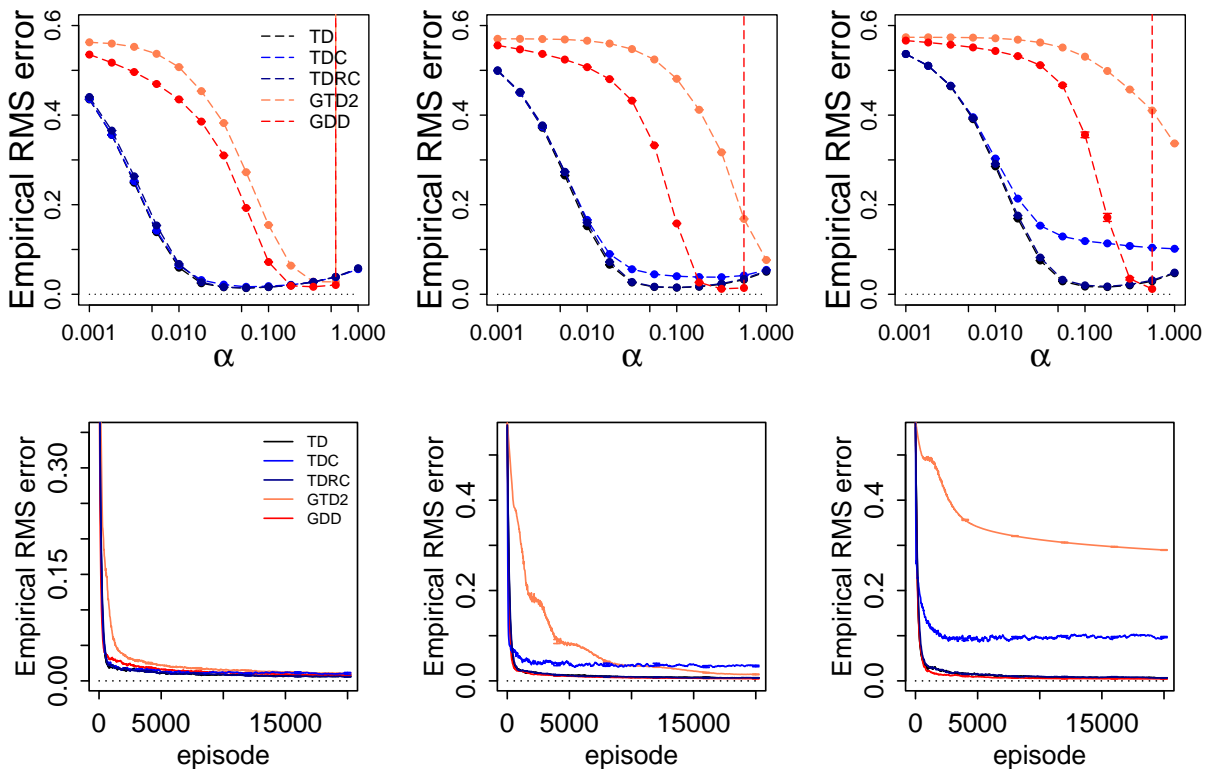 Empirical RMS error
0.0 0.2 0.4 0.6
TD
TDC
TDRC
GTD2
GDD
0.001 0.010 0.100 1.000
α
Empirical RMS error
0.0 0.2 0.4 0.6
0.001 0.010 0.100 1.000
α
Empirical RMS error
0.0 0.2 0.4 0.6
0.001 0.010 0.100 1.000
α
Empirical RMS error
0.00 0.15 0.30
TD
TDC
TDRC
GTD2
GDD
0 5000 15000
episode
Empirical RMS error
0.0 0.2 0.4
0 5000 15000
episode
Empirical RMS error
0.0 0.2 0.4
0 5000 15000
episode